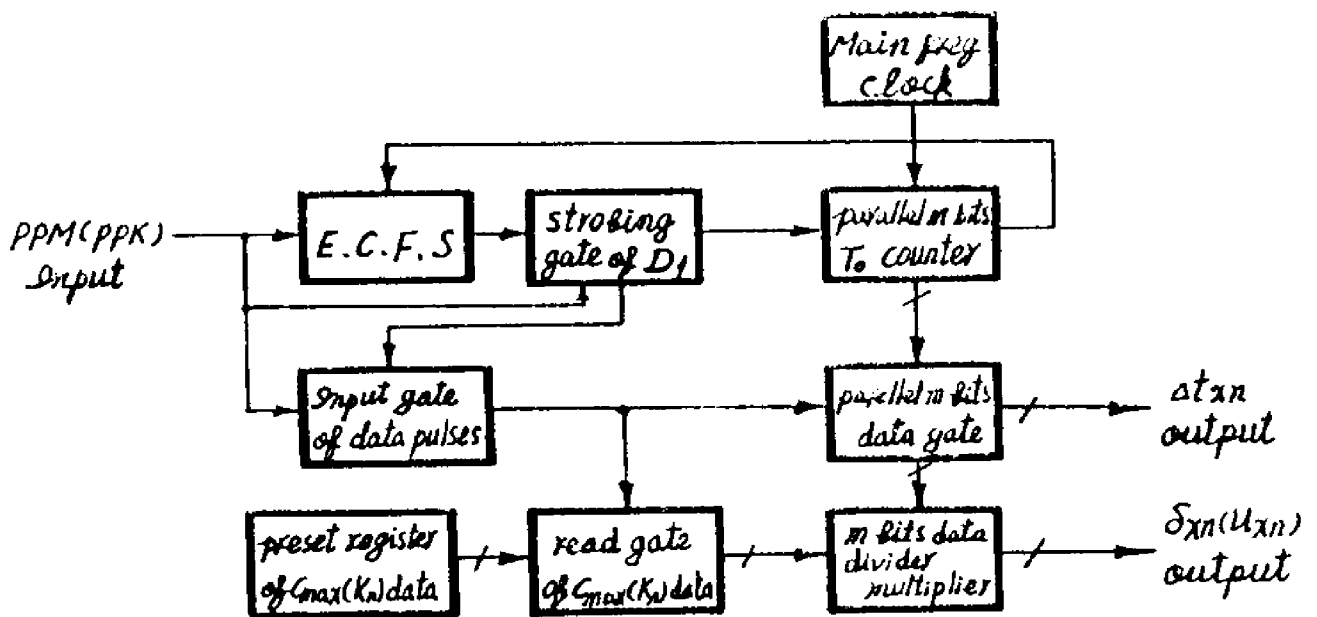 Main freq
clock
PPM(PPK)
Input
E.C.F.S
strobing
gate of D₁
parallel m bits
T₀ counter
Input gate
of data pulses
parallel m bits
data gate
Δtxn
output
preset register
of Cmax(Kn) data
read gate
of Cmax(Kn) data
m bits data
divider
multiplier
δxn(Uxn)
output